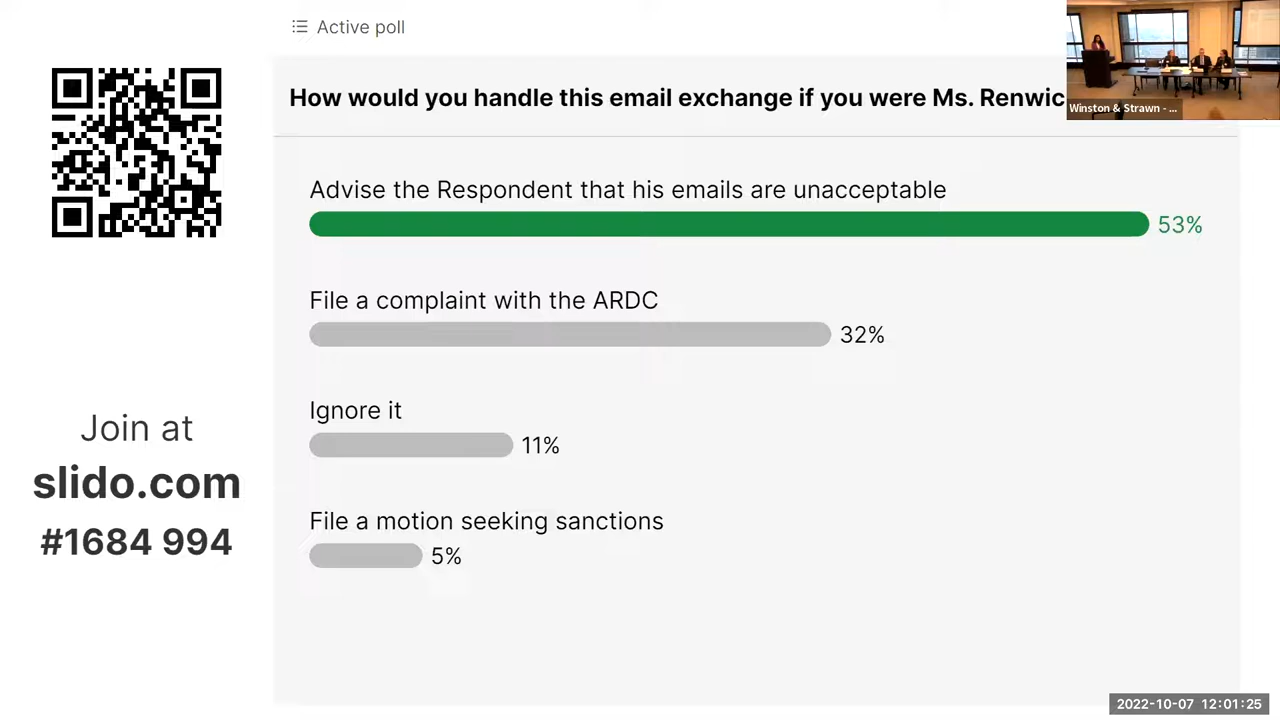 Active poll
How would you handle this email exchange if you were Ms. Renwic
Winston & Strawn - ...
Advise the Respondent that his emails are unacceptable
53%
File a complaint with the ARDC
32%
Ignore it
11%
File a motion seeking sanctions
5%
Join at
slido.com
#1684 994
2022-10-07 12:01:25